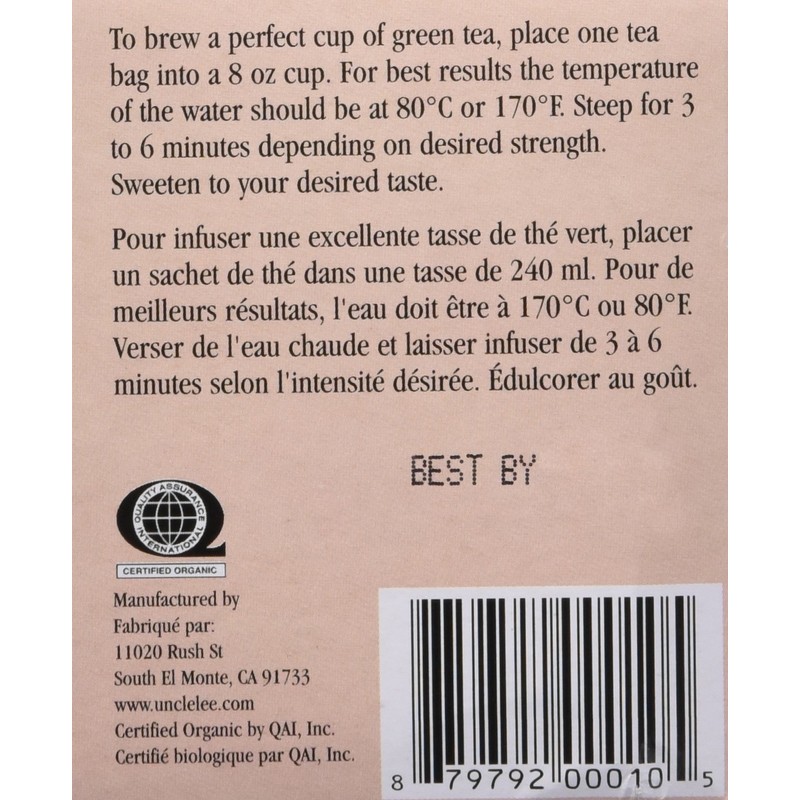 To brew a perfect cup of green tea, place one tea
bag into a 8 oz cup. For best results the temperature
of the water should be at 80°C or 170°F. Steep for 3
to 6 minutes depending on desired strength.
Sweeten to your desired taste.
Pour infuser une excellente tasse de thé vert, placer
un sachet de thé dans une tasse de 240 ml. Pour de
meilleurs résultats, l'eau doit être à 170°C ou 80°F.
Verser de l'eau chaude et laisser infuser de 3 à 6
minutes selon l'intensité désirée. Édulcorer au goût.
BEST BY
QUALITY ASSURANCE
INTERNATIONAL
CERTIFIED ORGANIC
Manufactured by
Fabriqué par:
11020 Rush St
South El Monte, CA 91733
www.unclelee.com
Certified Organic by QAI, Inc.
Certifié biologique par QAI, Inc.
8 79792 00010 5